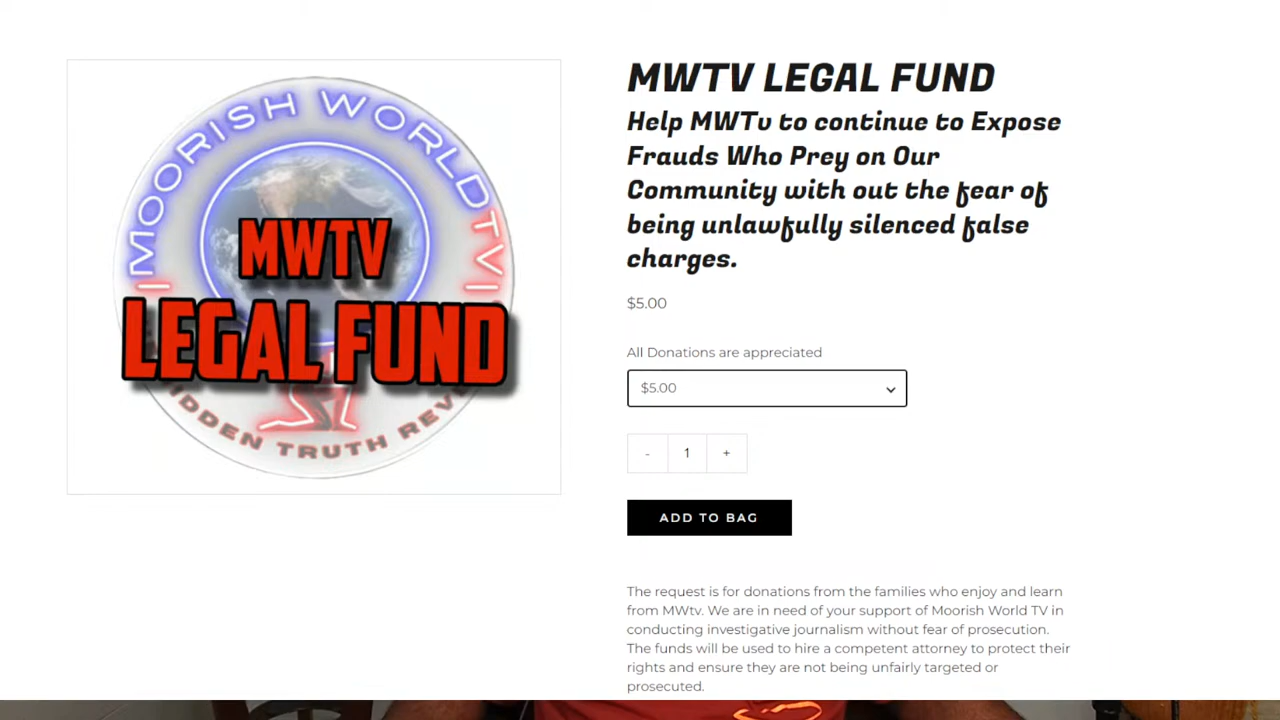 MOORISH WORLD TV
MWTV
LEGAL FUND
HIDDEN TRUTH REVE
MWTV LEGAL FUND
Help MWTv to continue to Expose
Frauds Who Prey on Our
Community with out the fear of
being unlawfully silenced false
charges.
$5.00
All Donations are appreciated
$5.00
- 1 +
ADD TO BAG
The request is for donations from the families who enjoy and learn
from MWtv. We are in need of your support of Moorish World TV in
conducting investigative journalism without fear of prosecution.
The funds will be used to hire a competent attorney to protect their
rights and ensure they are not being unfairly targeted or
prosecuted.